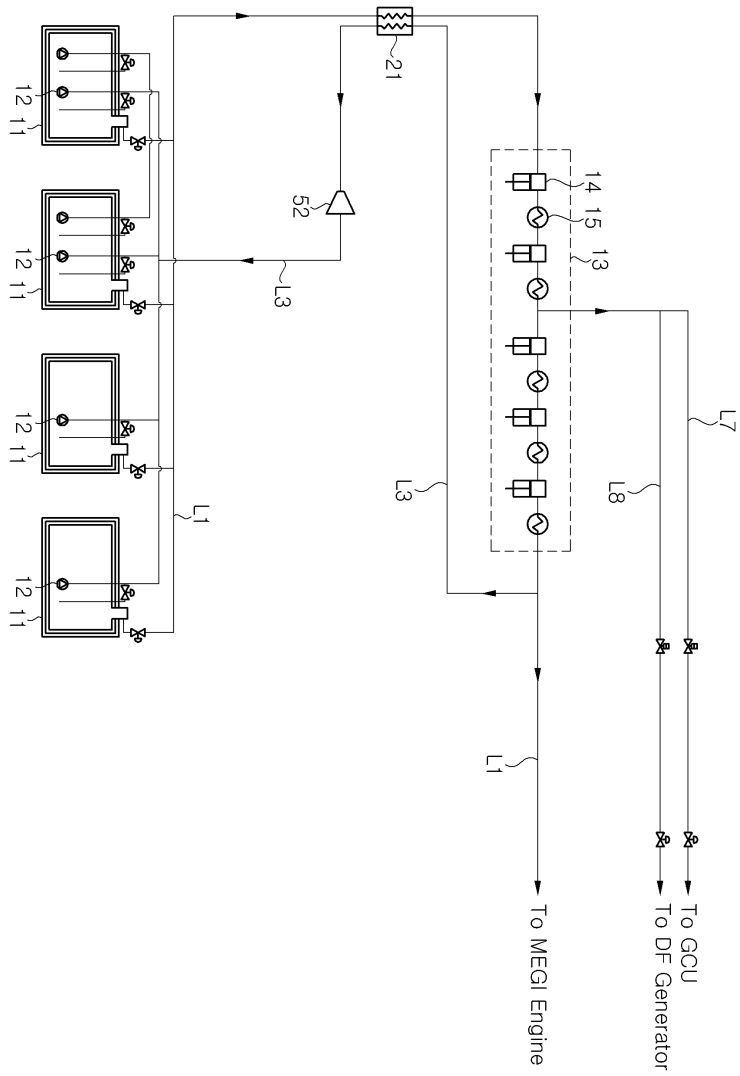 L7
To GCU
To DF Generator
L8
14
15
13
To MEGI Engine
L1
L3
21
52
L3
L1
12
11
12
11
12
11
12
11